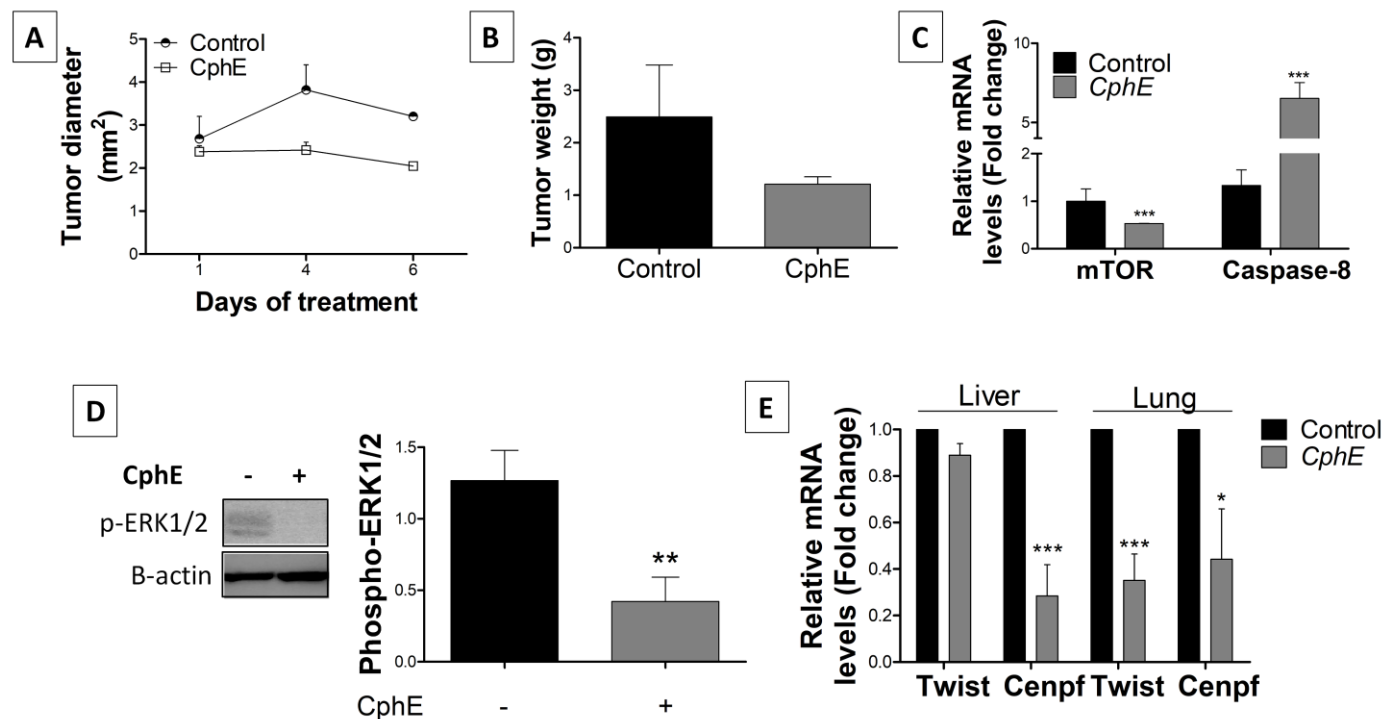 A
Tumor diameter
(mm²)
5
4
3
2
1
0
Control
CphE
1 4 6
Days of treatment
B
Tumor weight (g)
4
3
2
1
0
Control CphE
C
Relative mRNA
levels (Fold change)
10
5
2
1
0
Control
CphE
***
***
mTOR Caspase-8
D
CphE - +
p-ERK1/2
B-actin
Phospho-ERK1/2
1.5
1.0
0.5
0.0
**
CphE - +
E
Liver Lung
Relative mRNA
levels (Fold change)
1.0
0.8
0.6
0.4
0.2
0.0
***
***
*
Control
CphE
Twist Cenpf Twist Cenpf